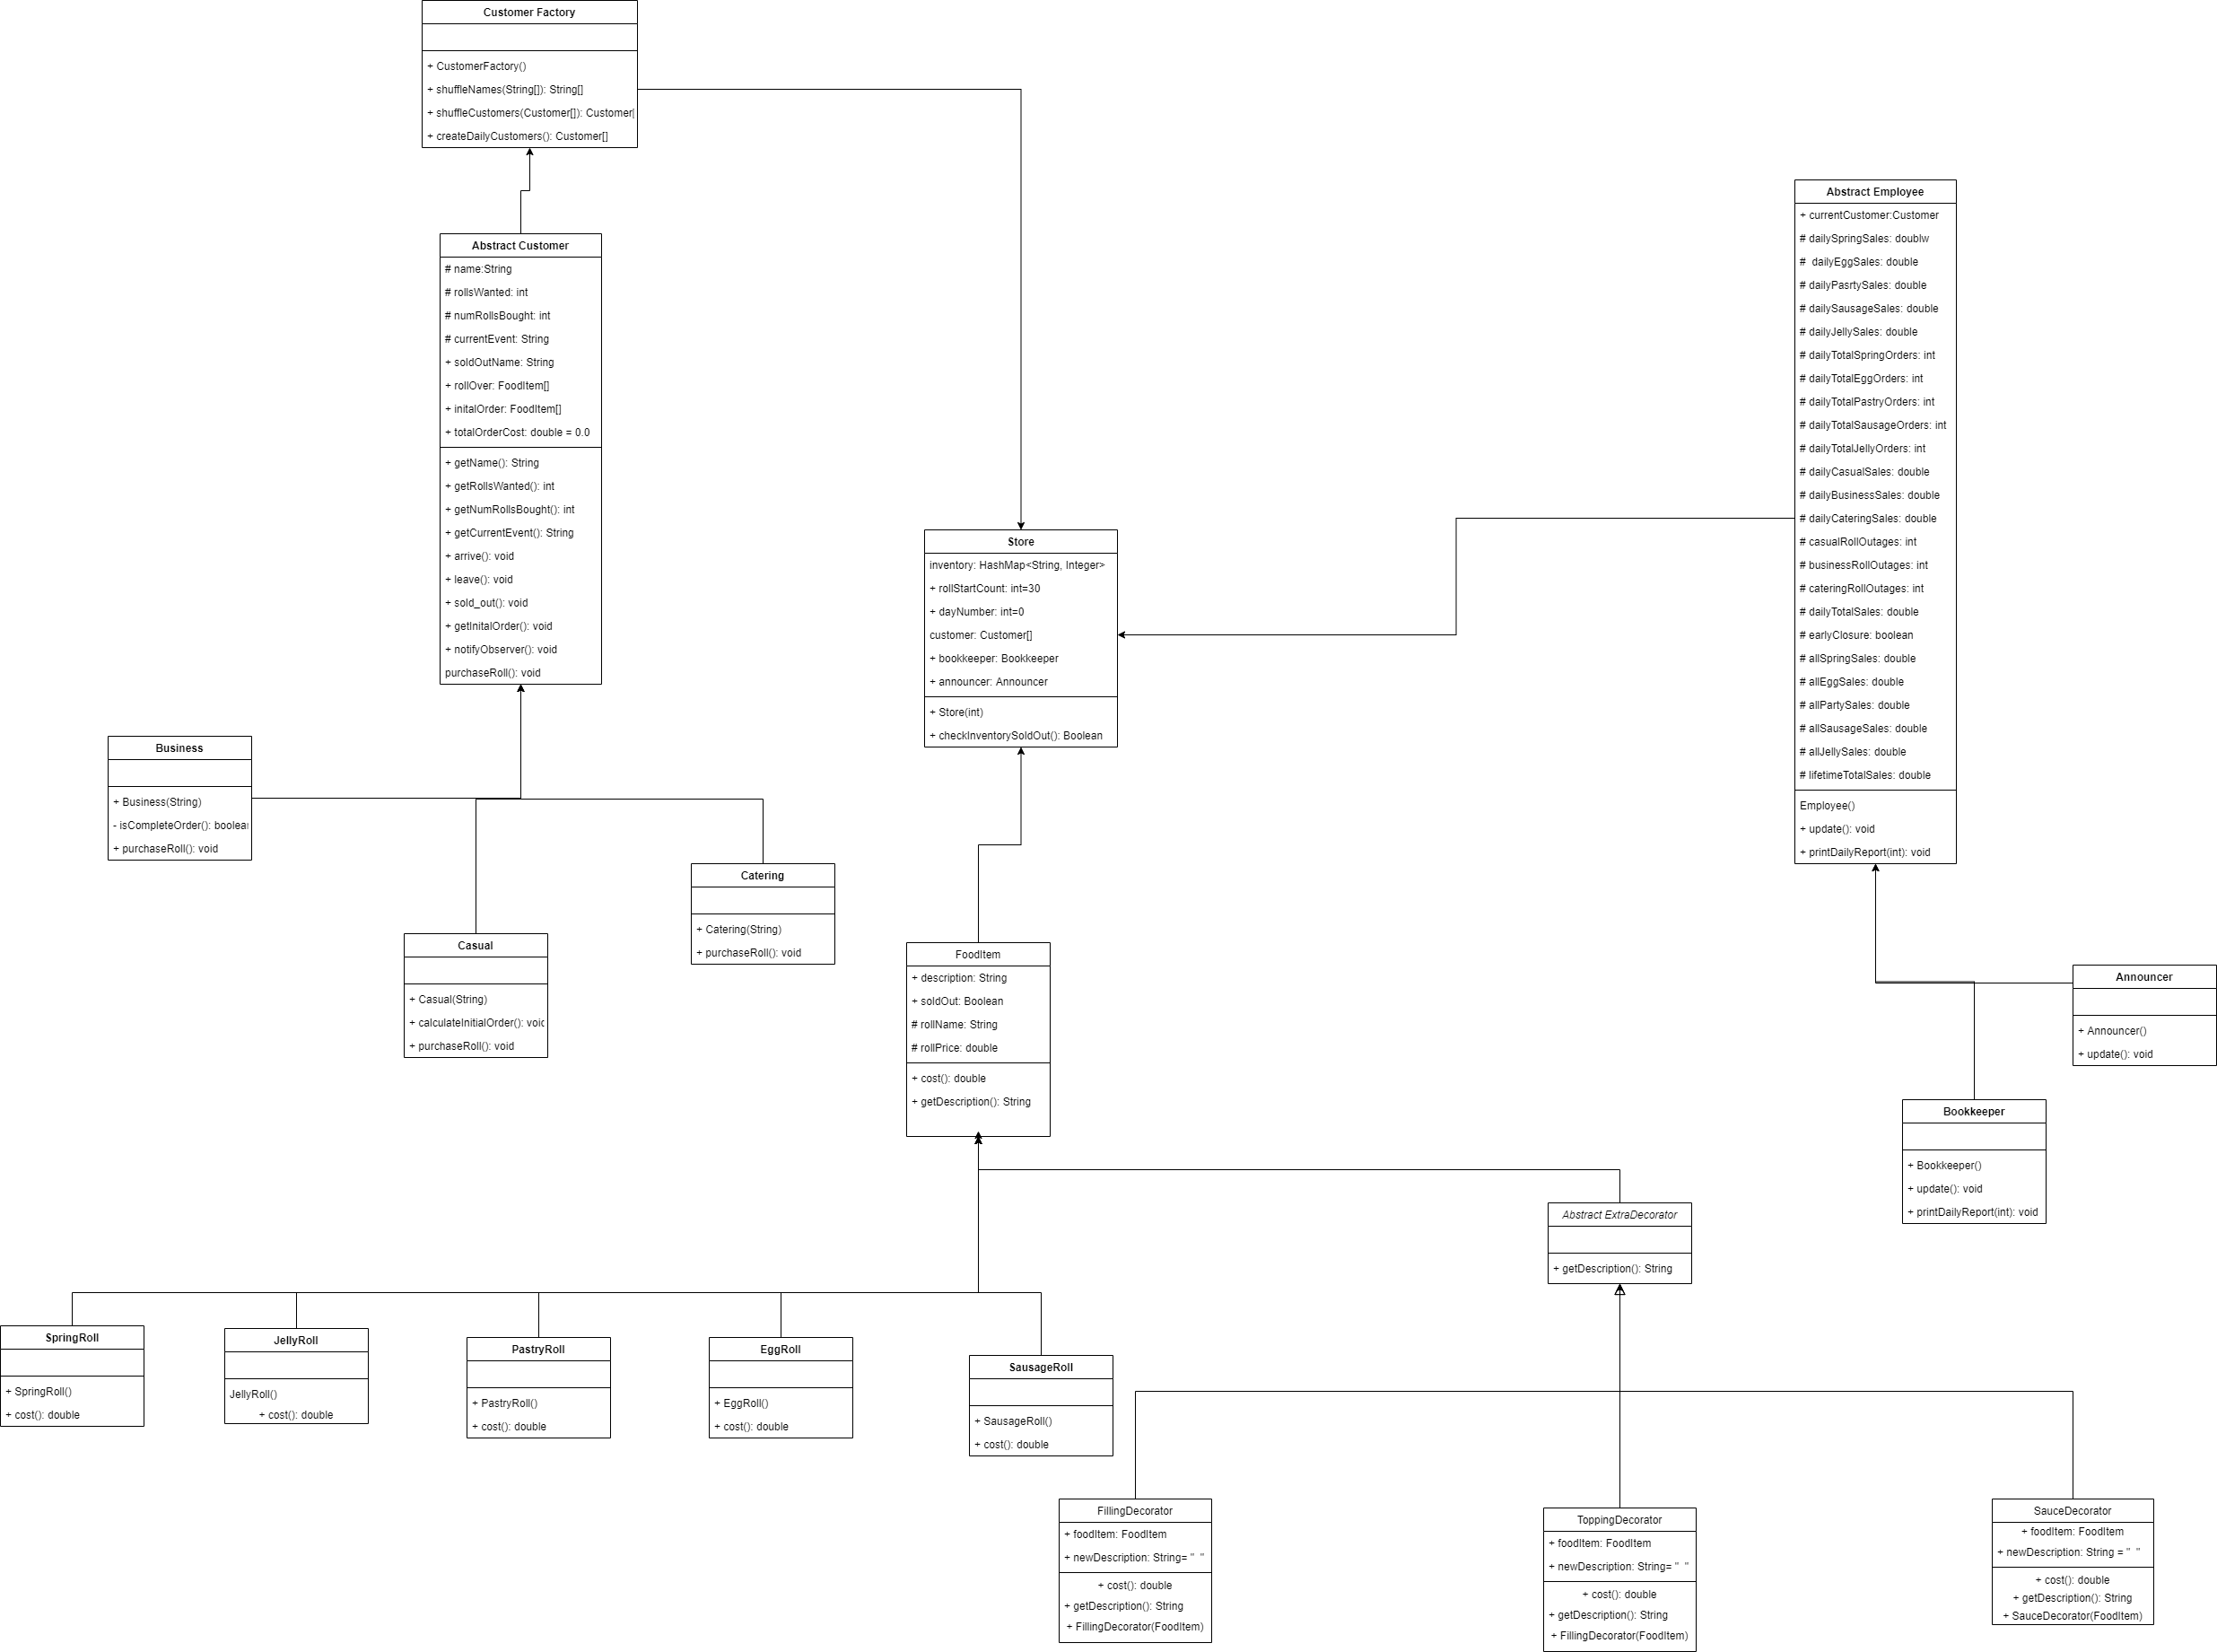 Customer Factory
+ CustomerFactory()
+ shuffleNames(String[]): String[]
+ shuffleCustomers(Customer[]): Customer[
+ createDailyCustomers(): Customer[]
Abstract Customer
# name:String
# rollsWanted: int
# numRollsBought: int
# currentEvent: String
+ soldOutName: String
+ rollOver: FoodItem[]
+ initalOrder: FoodItem[]
+ totalOrderCost: double = 0.0
+ getName(): String
+ getRollsWanted(): int
+ getNumRollsBought(): int
+ getCurrentEvent(): String
+ arrive(): void
+ leave(): void
+ sold_out(): void
+ getInitalOrder(): void
+ notifyObserver(): void
purchaseRoll(): void
Abstract Employee
+ currentCustomer:Customer
# dailySpringSales: doublw
# dailyEggSales: double
# dailyPasrtySales: double
# dailySausageSales: double
# dailyJellySales: double
# dailyTotalSpringOrders: int
# dailyTotalEggOrders: int
# dailyTotalPastryOrders: int
# dailyTotalSausageOrders: int
# dailyTotalJellyOrders: int
# dailyCasualSales: double
# dailyBusinessSales: double
# dailyCateringSales: double
# casualRollOutages: int
# businessRollOutages: int
# cateringRollOutages: int
# dailyTotalSales: double
# earlyClosure: boolean
# allSpringSales: double
# allEggSales: double
# allPartySales: double
# allSausageSales: double
# allJellySales: double
# lifetimeTotalSales: double
Employee()
+ update(): void
+ printDailyReport(int): void
Store
inventory: HashMap<String, Integer>
+ rollStartCount: int=30
+ dayNumber: int=0
customer: Customer[]
+ bookkeeper: Bookkeeper
+ announcer: Announcer
+ Store(int)
+ checkInventorySoldOut(): Boolean
Business
+ Business(String)
- isCompleteOrder(): boolean
+ purchaseRoll(): void
Catering
+ Catering(String)
+ purchaseRoll(): void
Casual
+ Casual(String)
+ calculateInitialOrder(): void
+ purchaseRoll(): void
FoodItem
+ description: String
+ soldOut: Boolean
# rollName: String
# rollPrice: double
+ cost(): double
+ getDescription(): String
Announcer
+ Announcer()
+ update(): void
Bookkeeper
+ Bookkeeper()
+ update(): void
+ printDailyReport(int): void
Abstract ExtraDecorator
+ getDescription(): String
SpringRoll
+ SpringRoll()
+ cost(): double
JellyRoll
JellyRoll()
+ cost(): double
PastryRoll
+ PastryRoll()
+ cost(): double
EggRoll
+ EggRoll()
+ cost(): double
SausageRoll
+ SausageRoll()
+ cost(): double
FillingDecorator
+ foodItem: FoodItem
+ newDescription: String= " "
+ cost(): double
+ getDescription(): String
+ FillingDecorator(FoodItem)
ToppingDecorator
+ foodItem: FoodItem
+ newDescription: String= " "
+ cost(): double
+ getDescription(): String
+ FillingDecorator(FoodItem)
SauceDecorator
+ foodItem: FoodItem
+ newDescription: String = " "
+ cost(): double
+ getDescription(): String
+ SauceDecorator(FoodItem)